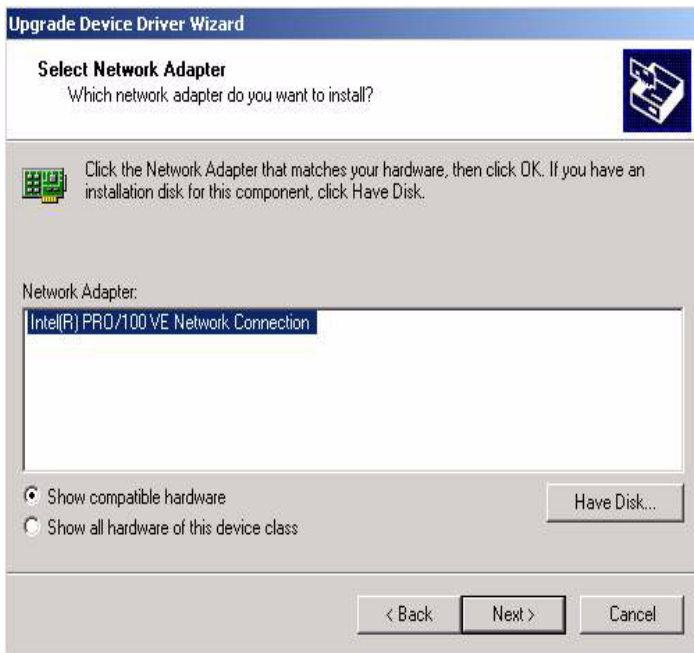 Upgrade Device Driver Wizard
Select Network Adapter
Which network adapter do you want to install?
Click the Network Adapter that matches your hardware, then click OK. If you have an
installation disk for this component, click Have Disk.
Network Adapter:
Intel(R) PRO/100 VE Network Connection
Show compatible hardware
Show all hardware of this device class
Have Disk...
< Back
Next >
Cancel